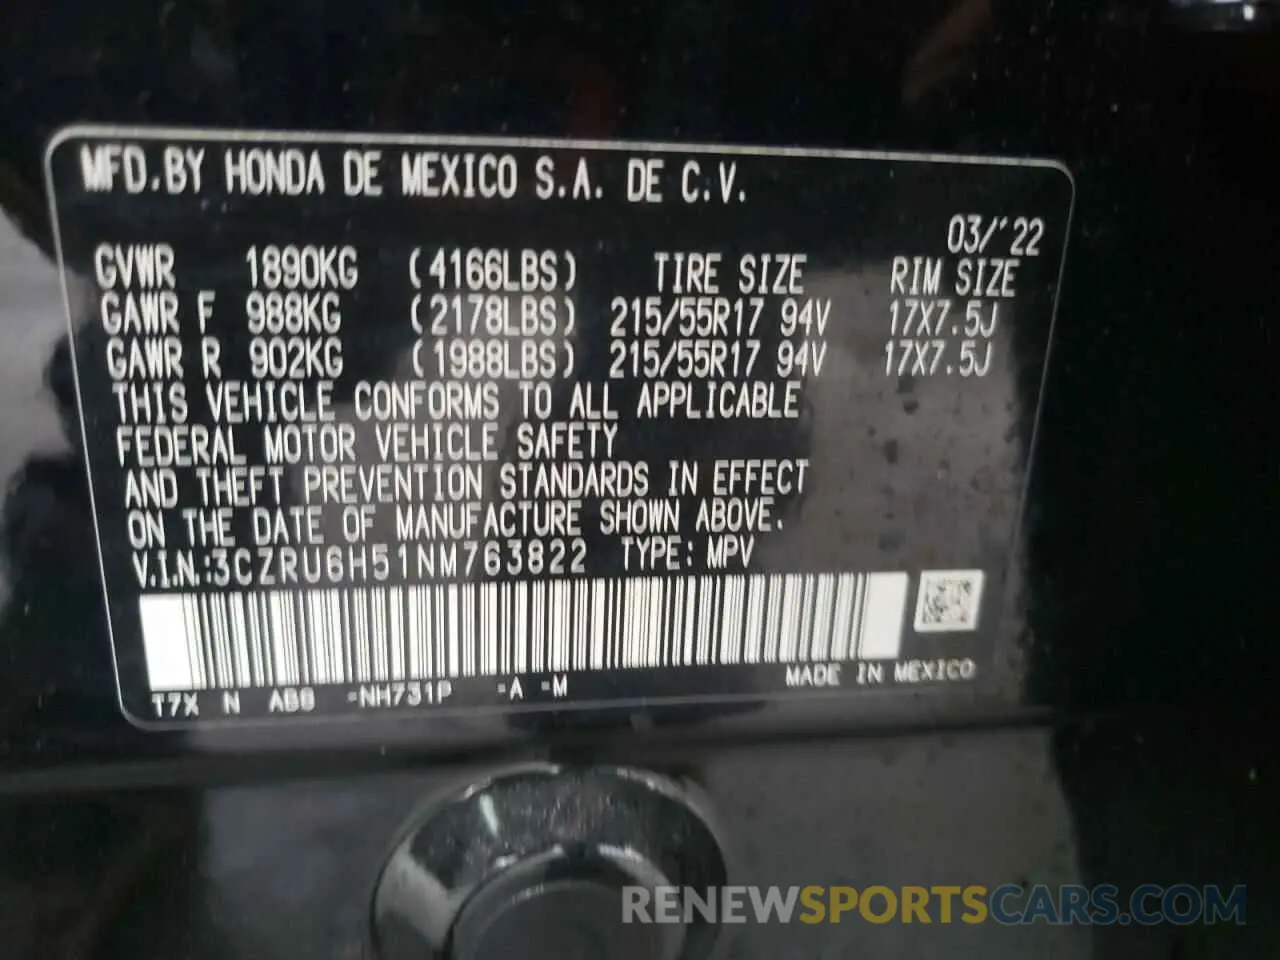 MFD.BY HONDA DE MEXICO S.A. DE C.V.
03/'22
GVWR 1890KG (4166LBS) TIRE SIZE RIM SIZE
GAWR F 988KG (2178LBS) 215/55R17 94V 17X7.5J
GAWR R 902KG (1988LBS) 215/55R17 94V 17X7.5J
THIS VEHICLE CONFORMS TO ALL APPLICABLE
FEDERAL MOTOR VEHICLE SAFETY
AND THEFT PREVENTION STANDARDS IN EFFECT
ON THE DATE OF MANUFACTURE SHOWN ABOVE.
V.I.N.:3CZRU6H51NM763822 TYPE: MPV
T7X N -NH731P -A -M MADE IN MEXICO
RENEWSPORTSCARS.COM